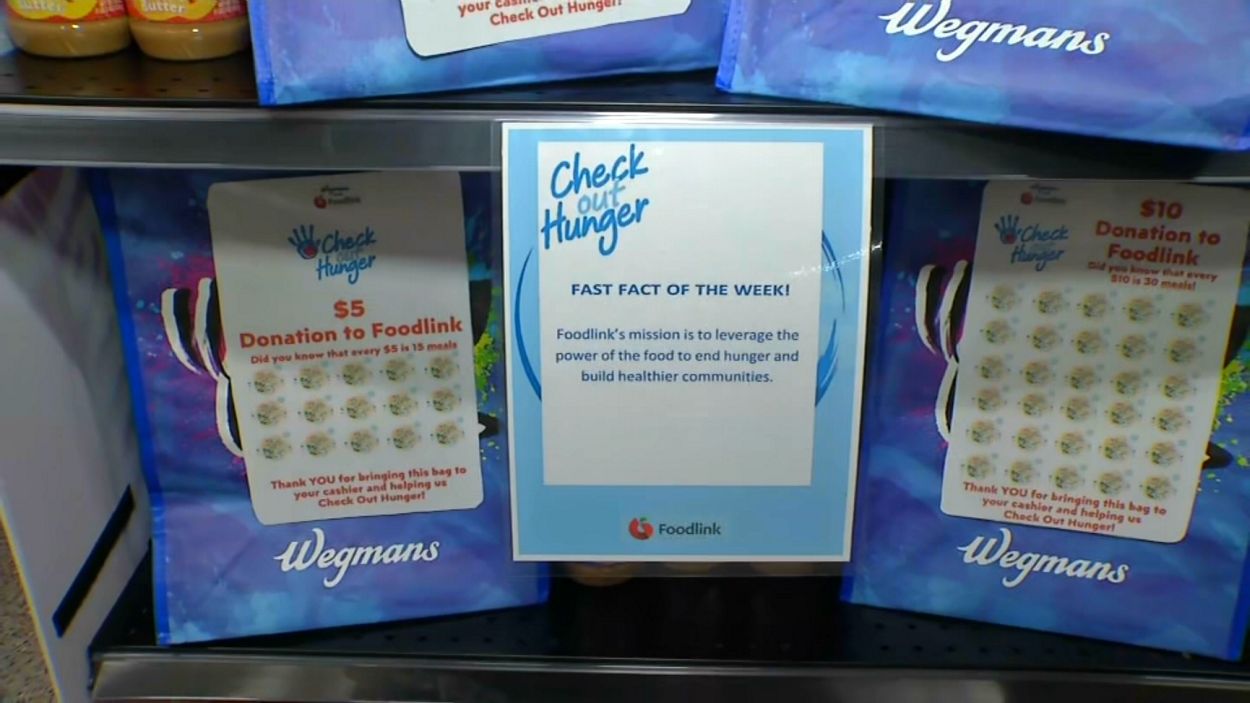 Butter
Butter
your cashier
Check Out Hunger!
Wegmans
Foodlink
Check
out
Hunger
$5
Donation to Foodlink
Did you know that every $5 is 15 meals
Thank YOU for bringing this bag to
your cashier and helping us
Check Out Hunger!
Wegmans
Check
out
Hunger
FAST FACT OF THE WEEK!
Foodlink's mission is to leverage the
power of the food to end hunger and
build healthier communities.
Foodlink
Foodlink
Check
out
Hunger
$10
Donation to
Foodlink
Did you know that every
$10 is 30 meals!
Thank YOU for bringing this bag to
your cashier and helping us
Check Out Hunger!
Wegmans